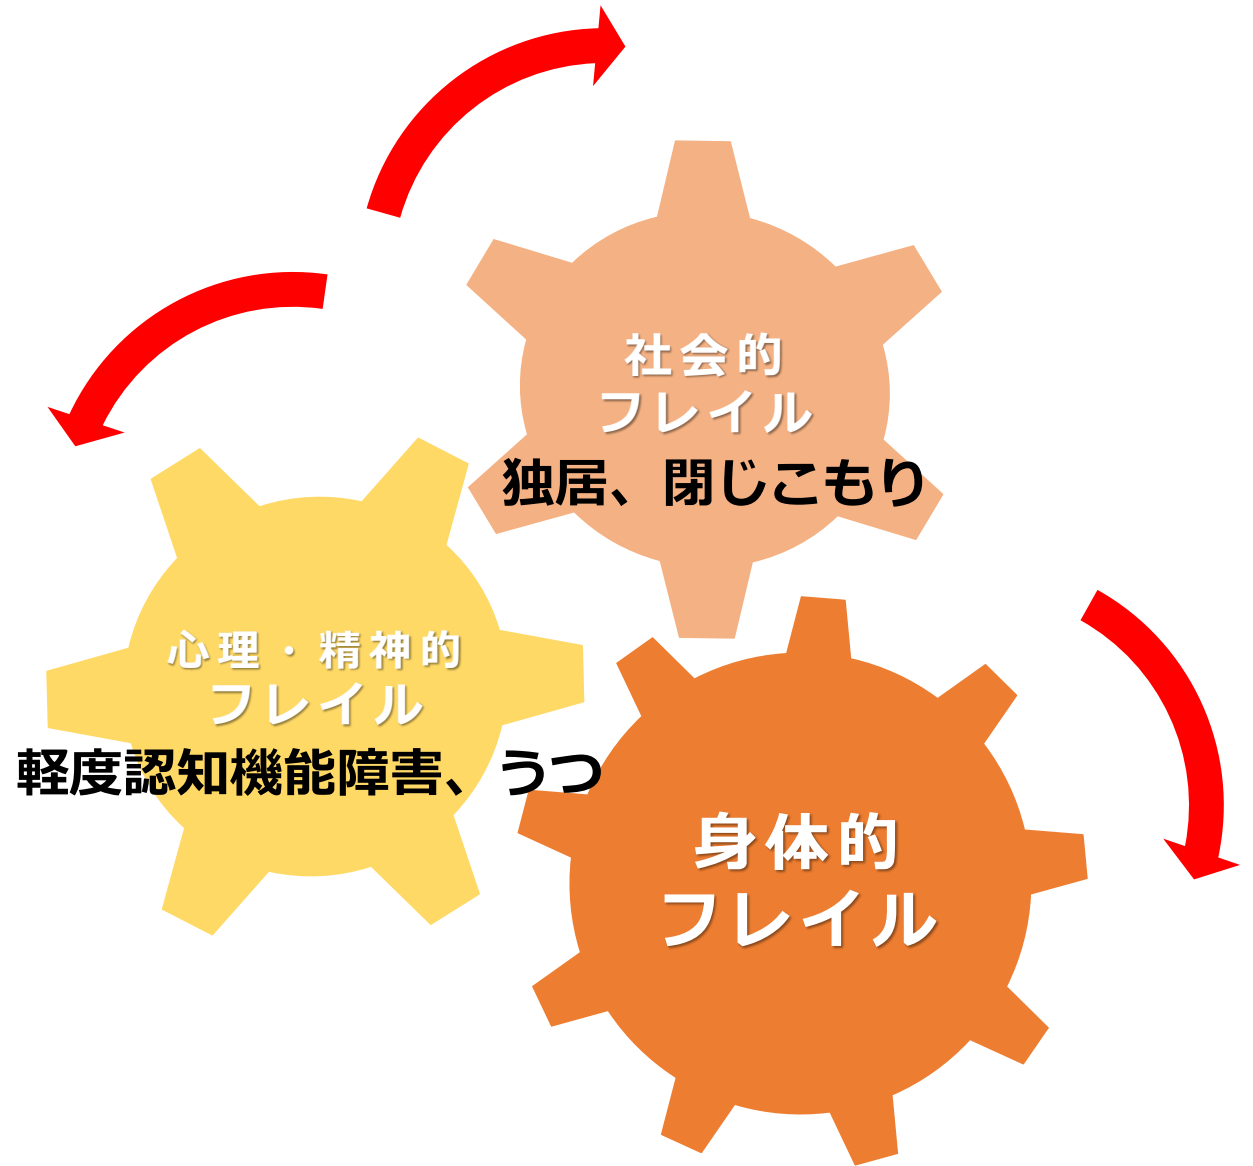 社会的
フレイル
独居、閉じこもり
心理・精神的
フレイル
軽度認知機能障害、うつ
身体的
フレイル